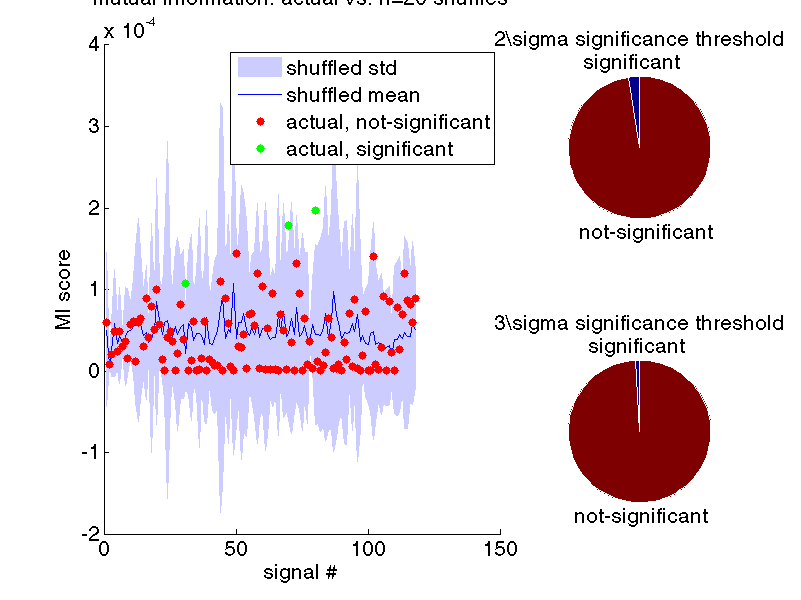 mutual information: actual vs. n=20 shuffles
x 10^-4
4
3
2
1
0
-1
-2
0
50
100
150
MI score
signal #
shuffled std
shuffled mean
actual, not-significant
actual, significant
2\sigma significance threshold
significant
not-significant
3\sigma significance threshold
significant
not-significant